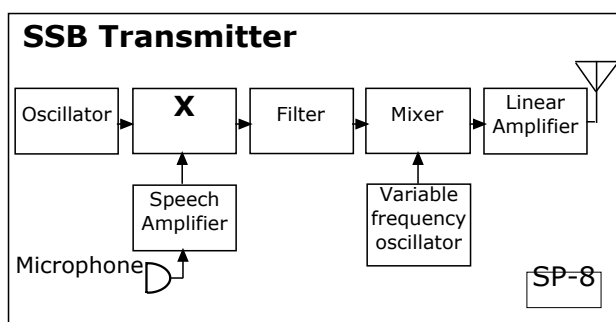 SSB Transmitter
Oscillator
X
Filter
Mixer
Linear
Amplifier
Speech
Amplifier
Variable
frequency
oscillator
Microphone
SP-8